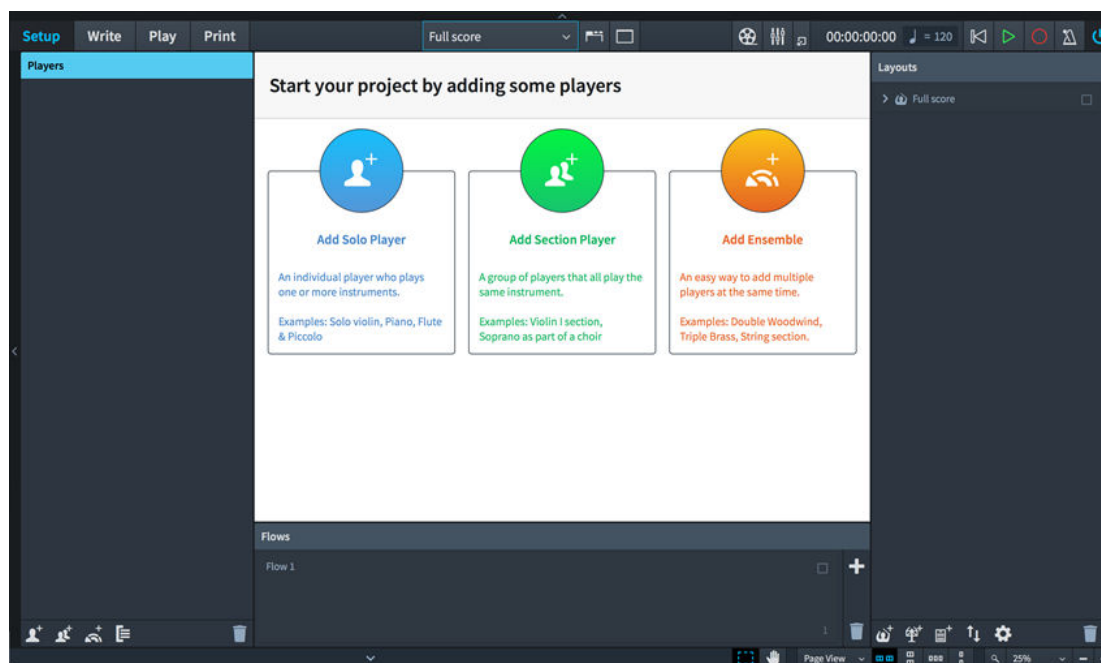 Setup Write Play Print Full score 00:00:00:00 = 120
Players
Start your project by adding some players
Layouts
Full score
Add Solo Player
An individual player who plays
one or more instruments.
Examples: Solo violin, Piano, Flute
& Piccolo
Add Section Player
A group of players that all play the
same instrument.
Examples: Violin I section,
Soprano as part of a choir
Add Ensemble
An easy way to add multiple
players at the same time.
Examples: Double Woodwind,
Triple Brass, String section.
Flows
Flow 1
1
Page View 25%